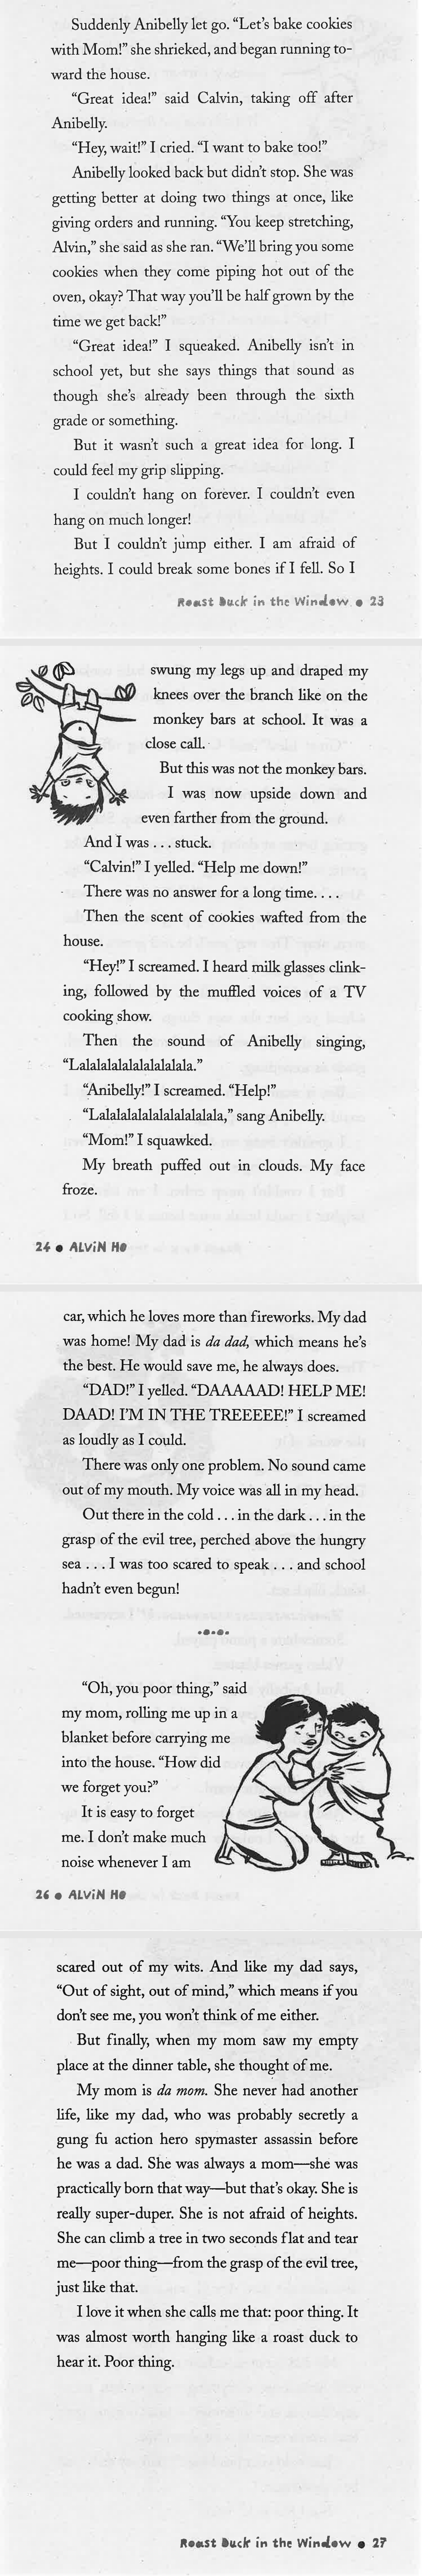 Suddenly Anibelly let go. “Let’s bake cookies
with Mom!” she shrieked, and began running to-
ward the house.
“Great idea!” said Calvin, taking off after
Anibelly.
“Hey, wait!” I cried. “I want to bake too!”
Anibelly looked back but didn’t stop. She was
getting better at doing two things at once, like
giving orders and running. “You keep stretching,
Alvin,” she said as she ran. “We’ll bring you some
cookies when they come piping hot out of the
oven, okay? That way you’ll be half grown by the
time we get back!”
“Great idea!” I squeaked. Anibelly isn’t in
school yet, but she says things that sound as
though she’s already been through the sixth
grade or something.
But it wasn’t such a great idea for long. I
could feel my grip slipping.
I couldn’t hang on forever. I couldn’t even
hang on much longer!
But I couldn’t jump either. I am afraid of
heights. I could break some bones if I fell. So I
Roast Duck in the Window • 23
swung my legs up and draped my
knees over the branch like on the
monkey bars at school. It was a
close call.
But this was not the monkey bars.
I was now upside down and
even farther from the ground.
And I was . . . stuck.
“Calvin!” I yelled. “Help me down!”
There was no answer for a long time. . . .
Then the scent of cookies wafted from the
house.
“Hey!” I screamed. I heard milk glasses clink-
ing, followed by the muffled voices of a TV
cooking show.
Then the sound of Anibelly singing,
“Lalalalalalalalalalala.”
“Anibelly!” I screamed. “Help!”
“Lalalalalalalalalalalala,” sang Anibelly.
“Mom!” I squawked.
My breath puffed out in clouds. My face
froze.
24 • ALViN HO
car, which he loves more than fireworks. My dad
was home! My dad is da dad, which means he’s
the best. He would save me, he always does.
“DAD!” I yelled. “DAAAAAD! HELP ME!
DAAD! I’M IN THE TREEEEE!” I screamed
as loudly as I could.
There was only one problem. No sound came
out of my mouth. My voice was all in my head.
Out there in the cold . . . in the dark . . . in the
grasp of the evil tree, perched above the hungry
sea . . . I was too scared to speak . . . and school
hadn’t even begun!
“Oh, you poor thing,” said
my mom, rolling me up in a
blanket before carrying me
into the house. “How did
we forget you?”
It is easy to forget
me. I don’t make much
noise whenever I am
26 • ALViN HO
scared out of my wits. And like my dad says,
“Out of sight, out of mind,” which means if you
don’t see me, you won’t think of me either.
But finally, when my mom saw my empty
place at the dinner table, she thought of me.
My mom is da mom. She never had another
life, like my dad, who was probably secretly a
gung fu action hero spymaster assassin before
he was a dad. She was always a mom—she was
practically born that way—but that’s okay. She is
really super-duper. She is not afraid of heights.
She can climb a tree in two seconds flat and tear
me—poor thing—from the grasp of the evil tree,
just like that.
I love it when she calls me that: poor thing. It
was almost worth hanging like a roast duck to
hear it. Poor thing.
Roast Duck in the Window • 27